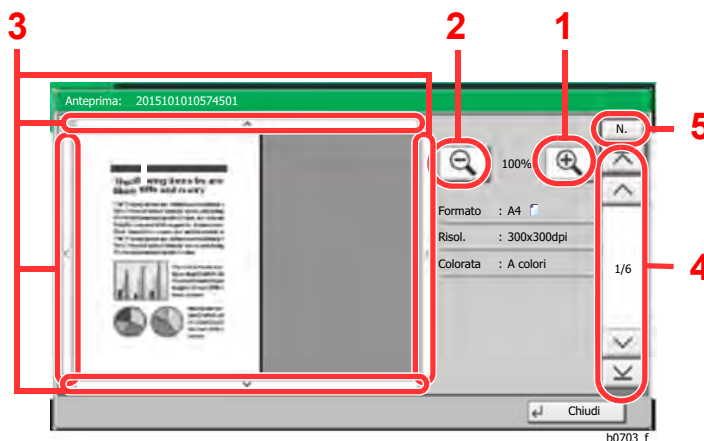 3
2
1
Anteprima: 2015101010574501
N.
5
100%
Formato : A4
Risol. : 300x300dpi
Colorata : A colori
1/6
4
Chiudi
b0703_f